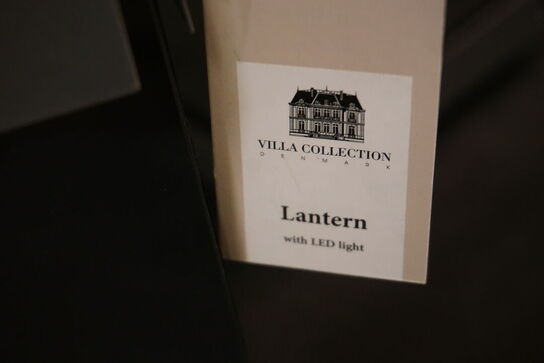 VILLA COLLECTION
DENMARK
Lantern
with LED light